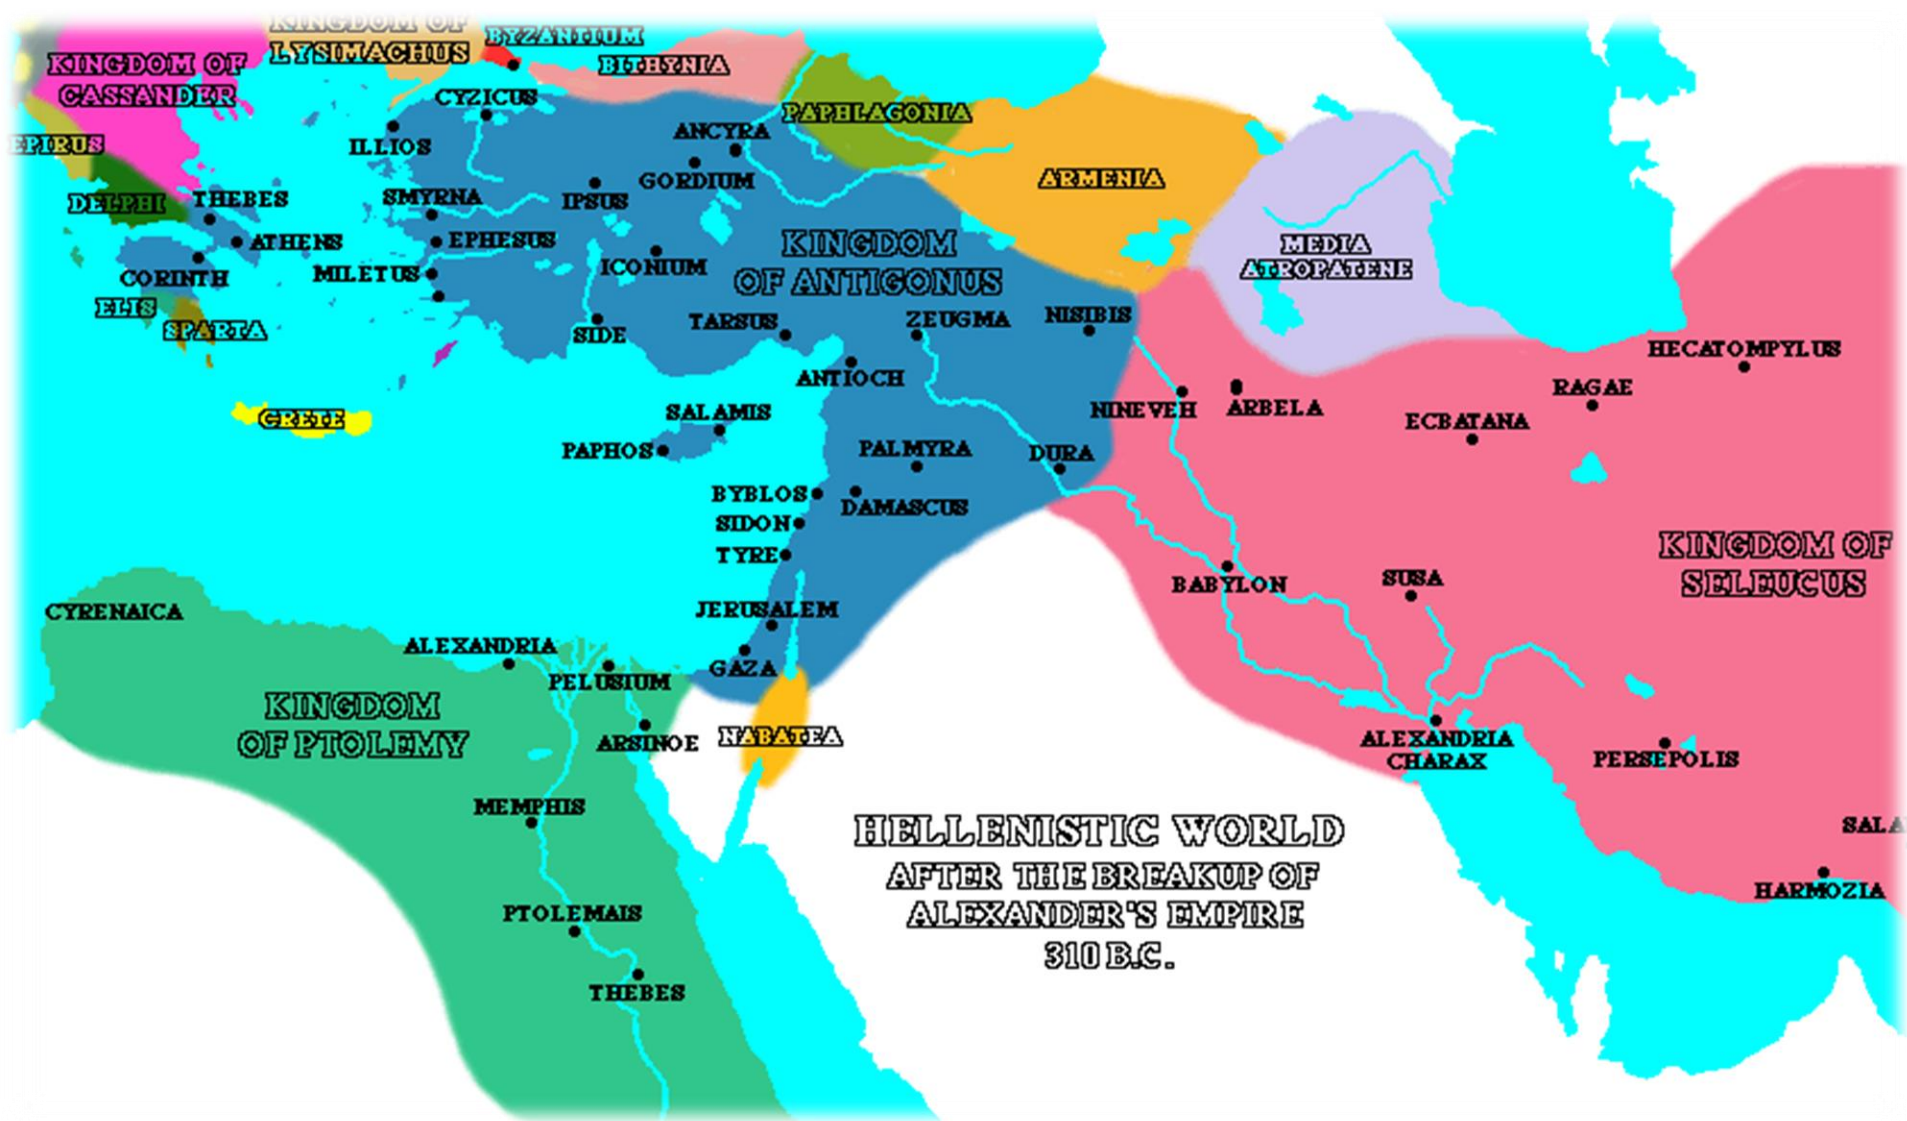 KINGDOM OF
LYSIMACHUS
BYZANTIUM
KINGDOM OF
CASSANDER
BITHYNIA
CYZICUS
PAPHLAGONIA
EPIRUS
ILLIOS
ANCYRA
GORDIUM
ARMENIA
DELPHI
THEBES
SMYRNA
IPSUS
ATHENS
EPHESUS
KINGDOM
OF ANTIGONUS
MEDIA
ATROPATENE
CORINTH
MILETUS
ICONIUM
ELIS
SPARTA
SIDE
TARSUS
ZEUGMA
NISIBIS
HECATOMPYLUS
ANTIOCH
RAGAE
CRETE
SALAMIS
NINEVEH
ARBELA
ECBATANA
PAPHOS
PALMYRA
DURA
BYBLOS
DAMASCUS
SIDON
TYRE
KINGDOM OF
SELEUCUS
BABYLON
SUSA
CYRENAICA
JERUSALEM
ALEXANDRIA
GAZA
PELUSIUM
KINGDOM
OF PTOLEMY
ARSINOE
NABATEA
ALEXANDRIA
CHARAX
PERSEPOLIS
MEMPHIS
HELLENISTIC WORLD
AFTER THE BREAKUP OF
ALEXANDER'S EMPIRE
310 B.C.
SALA
HARMOZIA
PTOLEMAIS
THEBES